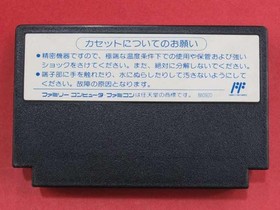 カセットについてのお願い
●精密機器ですので、極端な温度条件下での使用や保管および強い
ショックをさけてください。また、絶対に分解しないでください。
●端子部に手を触れたり、水にぬらしたりして汚さないようにして
ください。故障の原因となります。
ファミリーコンピュータ ファミコンは任天堂の商標です。
FF